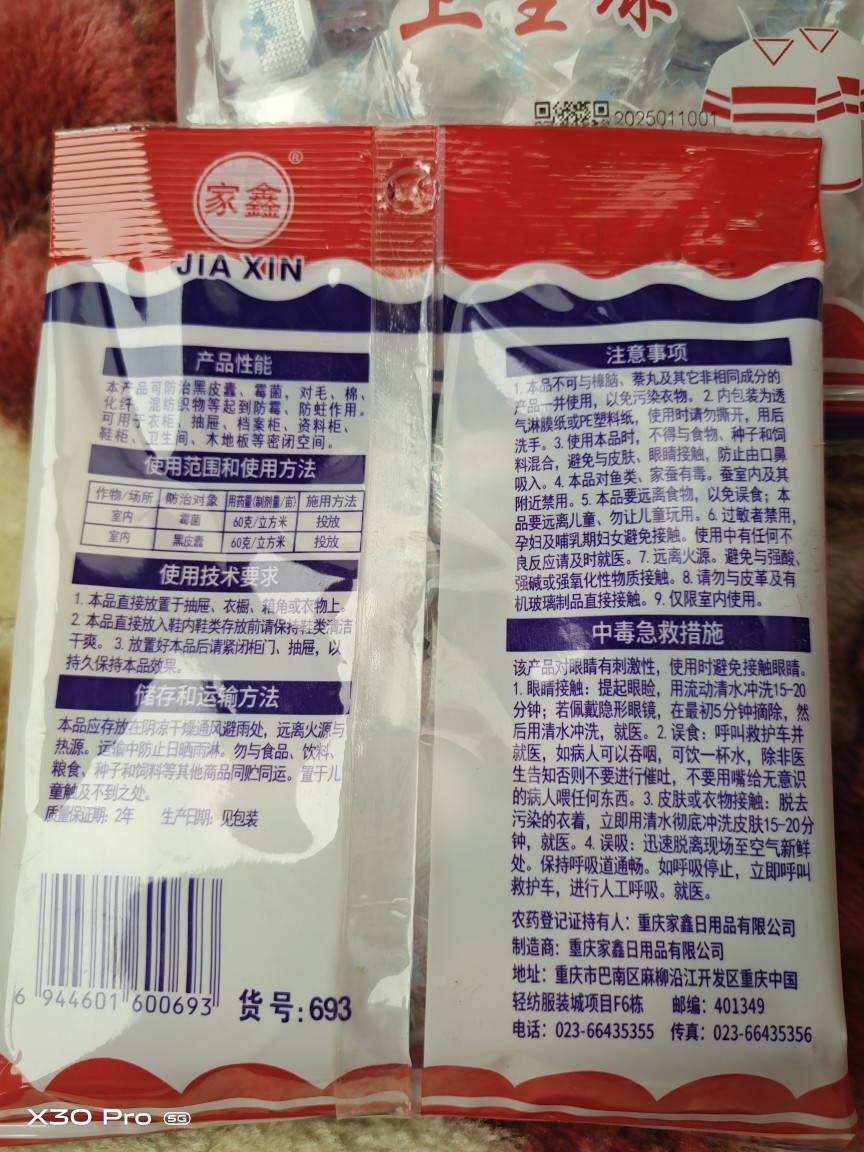 卫生球
2025011001
家鑫
®
JIA XIN
产品性能
本产品可防治黑皮蠹、霉菌，对毛、棉、
化纤、混纺织物等起到防霉、防蛀作用。
可用于衣柜、抽屉、档案柜、资料柜、
鞋柜、卫生间、木地板等密闭空间。
使用范围和使用方法
作物/场所 防治对象 用药量(制剂量/亩) 施用方法
室内 霉菌 60克/立方米 投放
室内 黑皮蠹 60克/立方米 投放
使用技术要求
1. 本品直接放置于抽屉、衣橱、箱角或衣物上。
2. 本品直接放入鞋内鞋类存放前请保持鞋类清洁
干爽。3. 放置好本品后请紧闭柜门、抽屉，以
持久保持本品效果。
储存和运输方法
本品应存放在阴凉干燥通风避雨处，远离火源与
热源。运输中防止日晒雨淋。勿与食品、饮料、
粮食、种子和饲料等其他商品同贮同运。置于儿
童触及不到之处。
质量保证期：2年 生产日期：见包装
6 944601 600693
货号：693
注意事项
1. 本品不可与樟脑、萘丸及其它非相同成分的
产品一并使用，以免污染衣物。2. 内包装为透
气淋膜纸或PE塑料纸，使用时请勿撕开，用后
洗手。3. 使用本品时，不得与食物、种子和饲
料混合，避免与皮肤、眼睛接触，防止由口鼻
吸入。4. 本品对鱼类、家蚕有毒。蚕室内及其
附近禁用。5. 本品要远离食物，以免误食；本
品要远离儿童、勿让儿童玩用。6. 过敏者禁用，
孕妇及哺乳期妇女避免接触。使用中有任何不
良反应请及时就医。7. 远离火源。避免与强酸、
强碱或强氧化性物质接触。8. 请勿与皮革及有
机玻璃制品直接接触。9. 仅限室内使用。
中毒急救措施
该产品对眼睛有刺激性，使用时避免接触眼睛。
1. 眼睛接触：提起眼睑，用流动清水冲洗15-20
分钟；若佩戴隐形眼镜，在最初5分钟摘除，然
后用清水冲洗，就医。2. 误食：呼叫救护车并
就医，如病人可以吞咽，可饮一杯水，除非医
生告知否则不要进行催吐，不要用嘴给无意识
的病人喂任何东西。3. 皮肤或衣物接触：脱去
污染的衣着，立即用清水彻底冲洗皮肤15-20分
钟，就医。4. 误吸：迅速脱离现场至空气新鲜
处。保持呼吸道通畅。如呼吸停止，立即呼叫
救护车，进行人工呼吸。就医。
农药登记证持有人：重庆家鑫日用品有限公司
制造商：重庆家鑫日用品有限公司
地址：重庆市巴南区麻柳沿江开发区重庆中国
轻纺服装城项目F6栋 邮编：401349
电话：023-66435355 传真：023-66435356
X30 Pro 5G